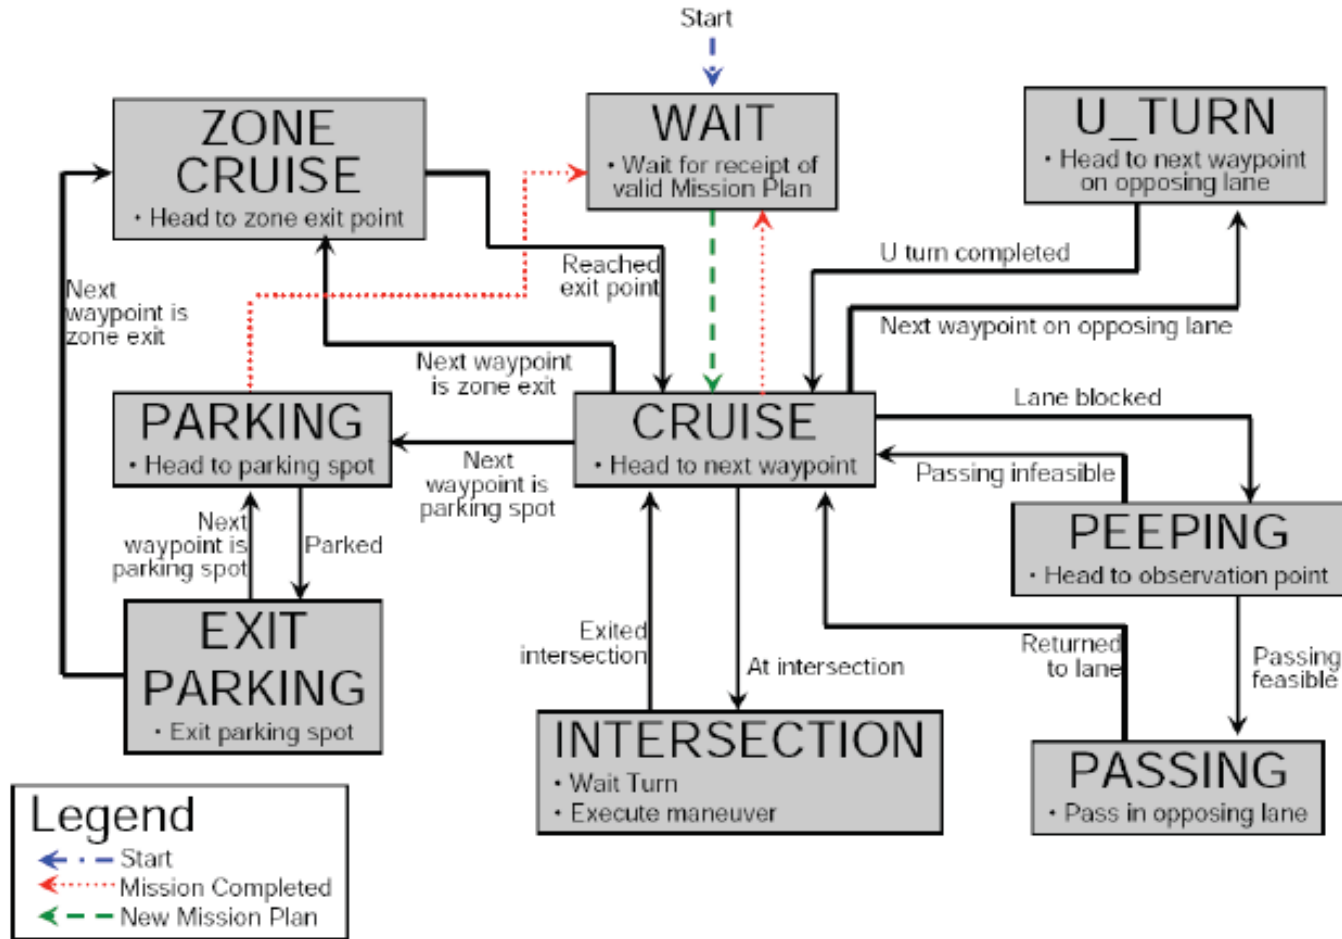 Start
ZONE
CRUISE
• Head to zone exit point
WAIT
• Wait for receipt of
valid Mission Plan
U_TURN
• Head to next waypoint
on opposing lane
Next
waypoint is
zone exit
Reached
exit point
U turn completed
Next waypoint on opposing lane
Next waypoint
is zone exit
PARKING
• Head to parking spot
CRUISE
• Head to next waypoint
Lane blocked
Next
waypoint is
parking spot
Passing infeasible
Next
waypoint is
parking spot
Parked
PEEPING
• Head to observation point
EXIT
PARKING
• Exit parking spot
Exited
intersection
At intersection
Returned
to lane
Passing
feasible
INTERSECTION
• Wait Turn
• Execute maneuver
PASSING
• Pass in opposing lane
Legend
Start
Mission Completed
New Mission Plan